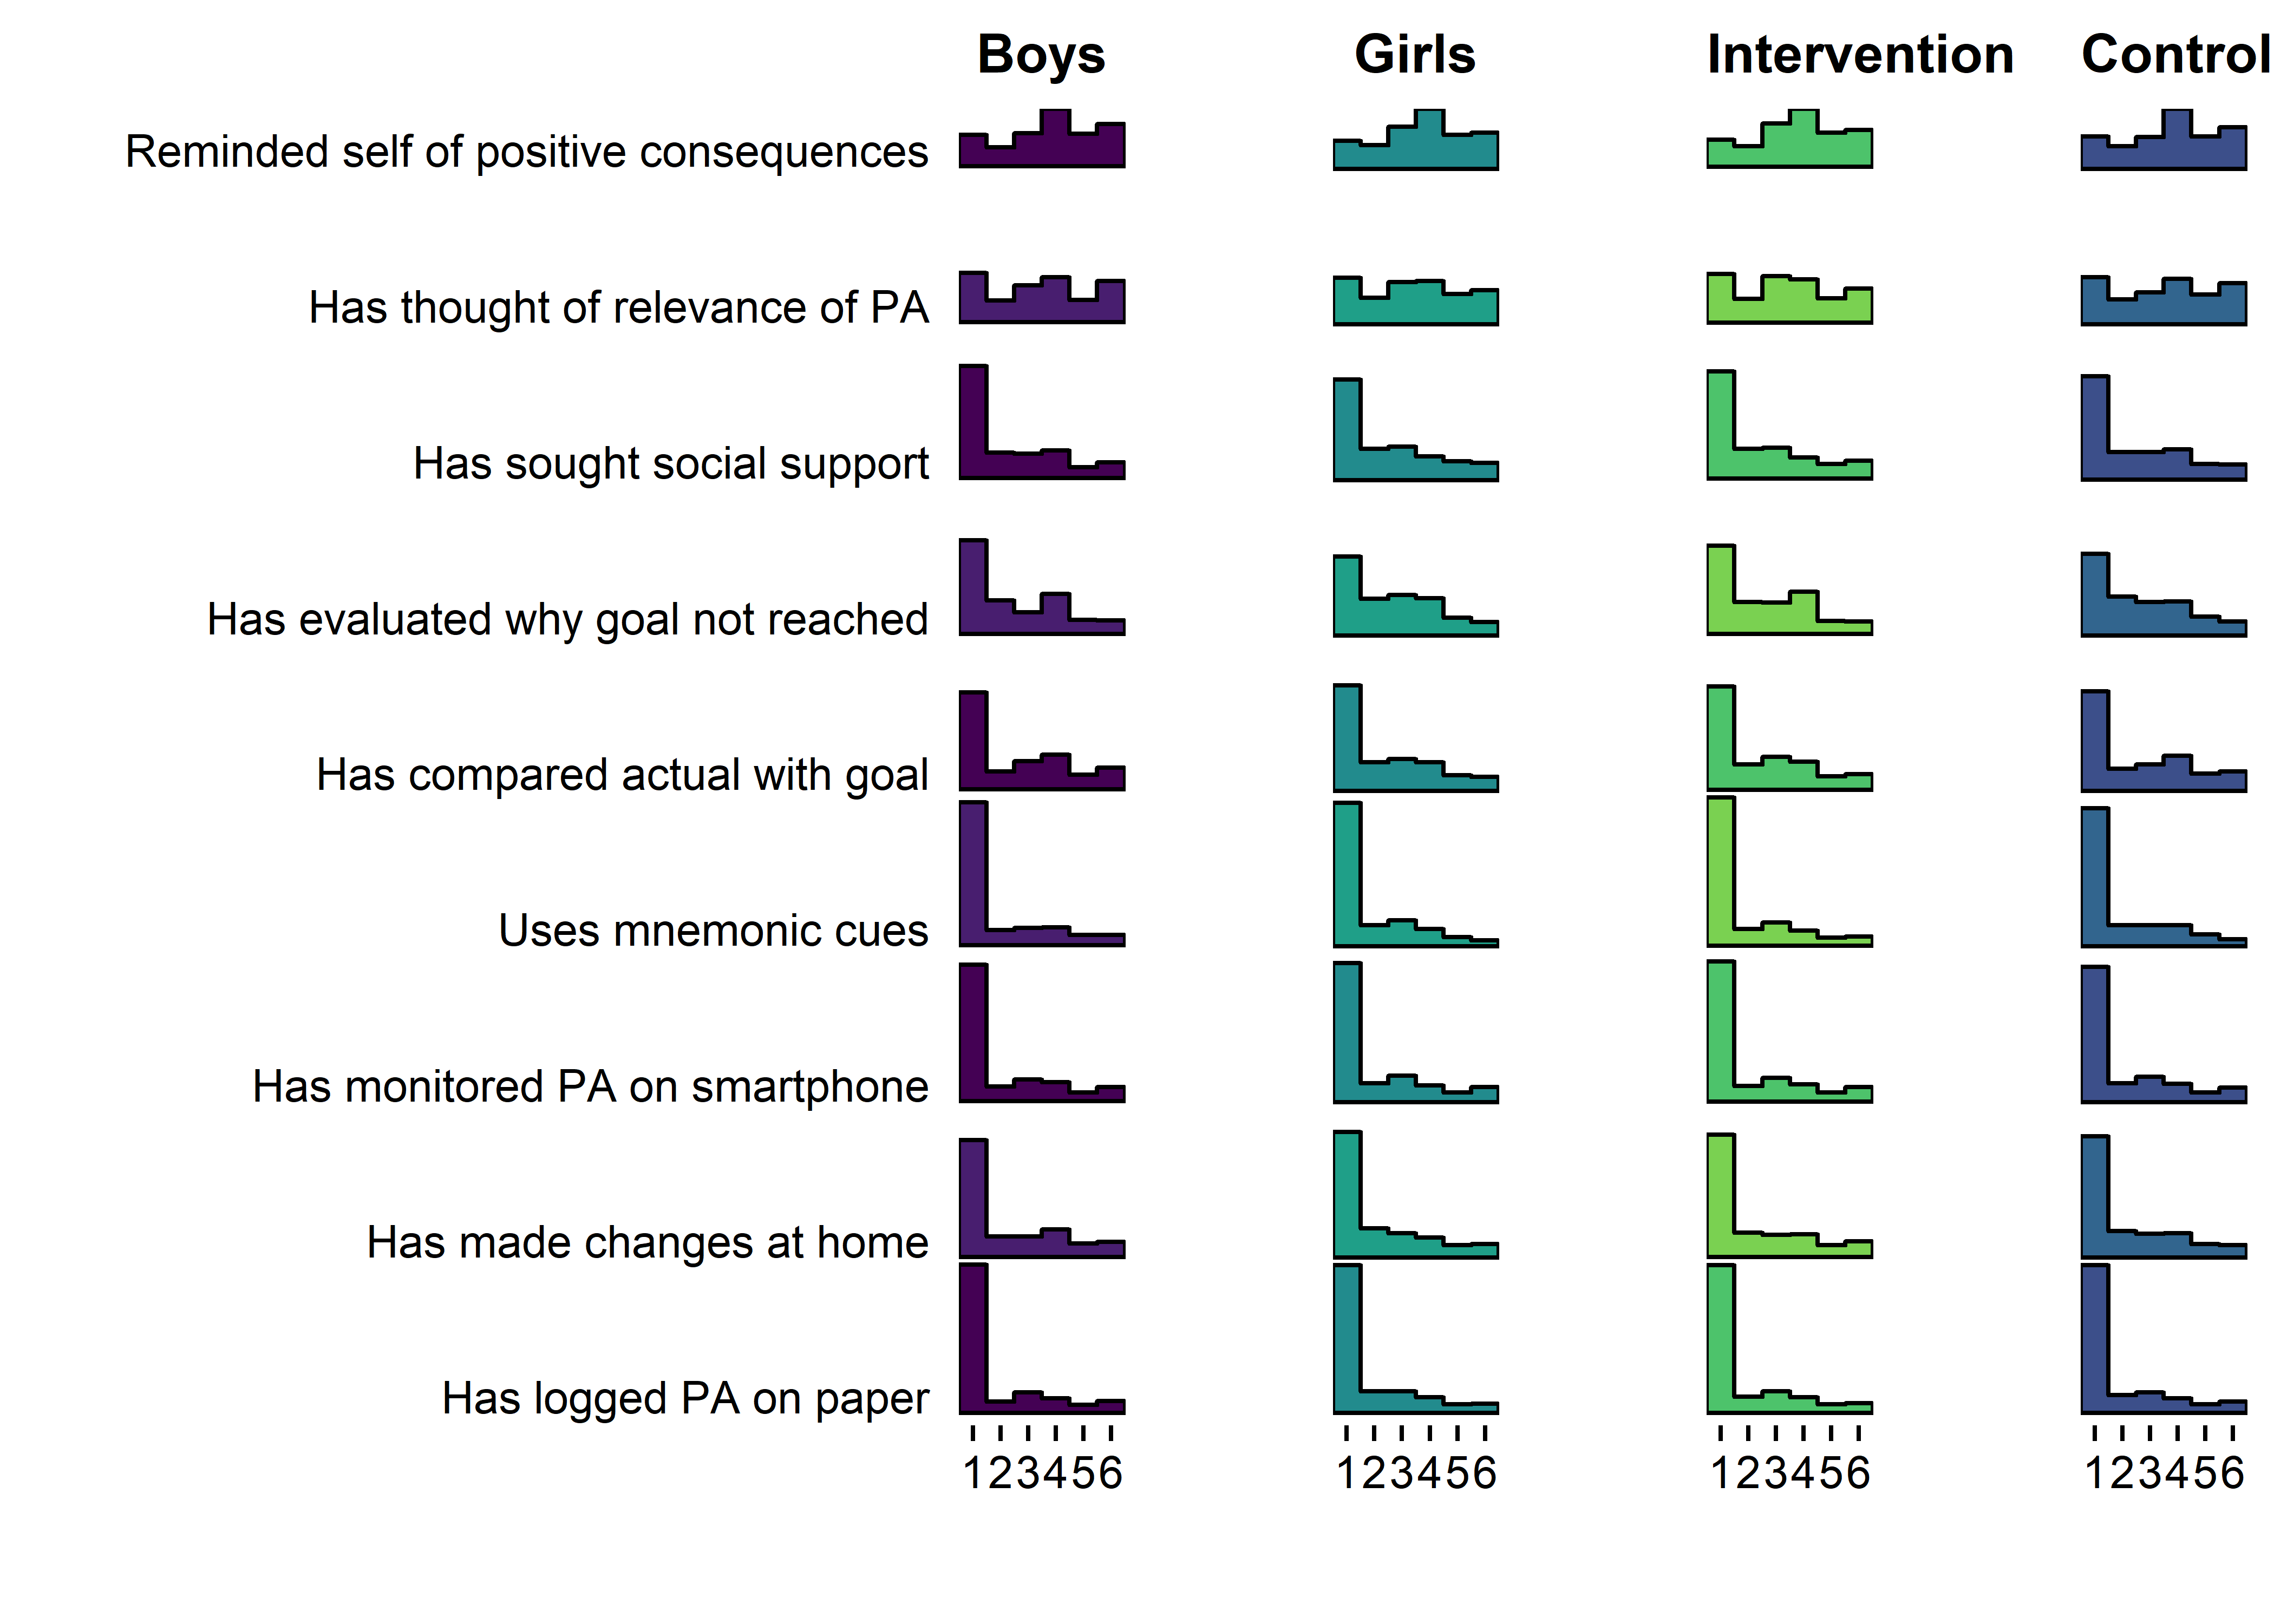 Boys Girls Intervention Control
Reminded self of positive consequences
Has thought of relevance of PA
Has sought social support
Has evaluated why goal not reached
Has compared actual with goal
Uses mnemonic cues
Has monitored PA on smartphone
Has made changes at home
Has logged PA on paper
123456 123456 123456 123456